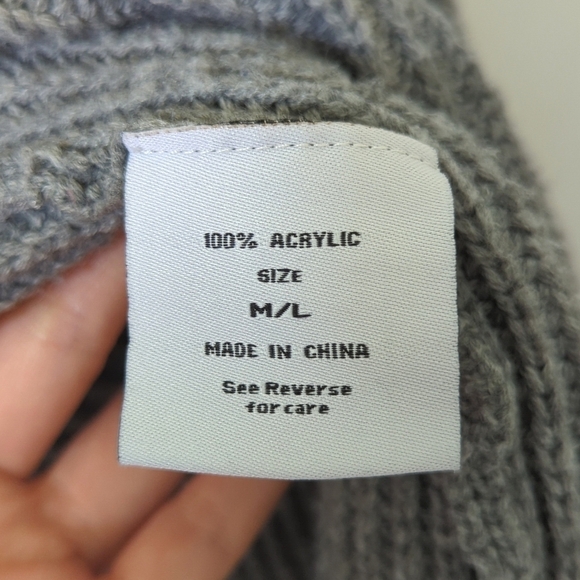 100% ACRYLIC
SIZE
M/L
MADE IN CHINA
See Reverse
for care